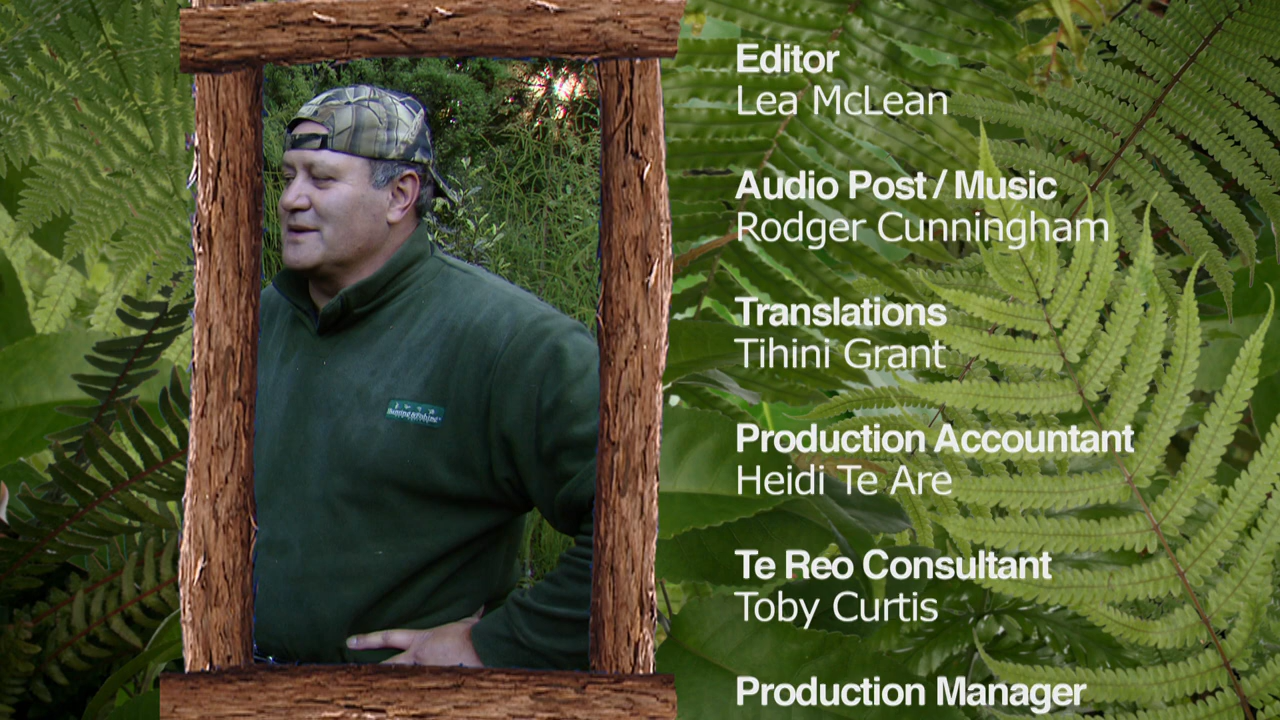 Editor
Lea McLean
Audio Post / Music
Rodger Cunningham
Translations
Tihini Grant
Production Accountant
Heidi Te Are
Te Reo Consultant
Toby Curtis
Production Manager